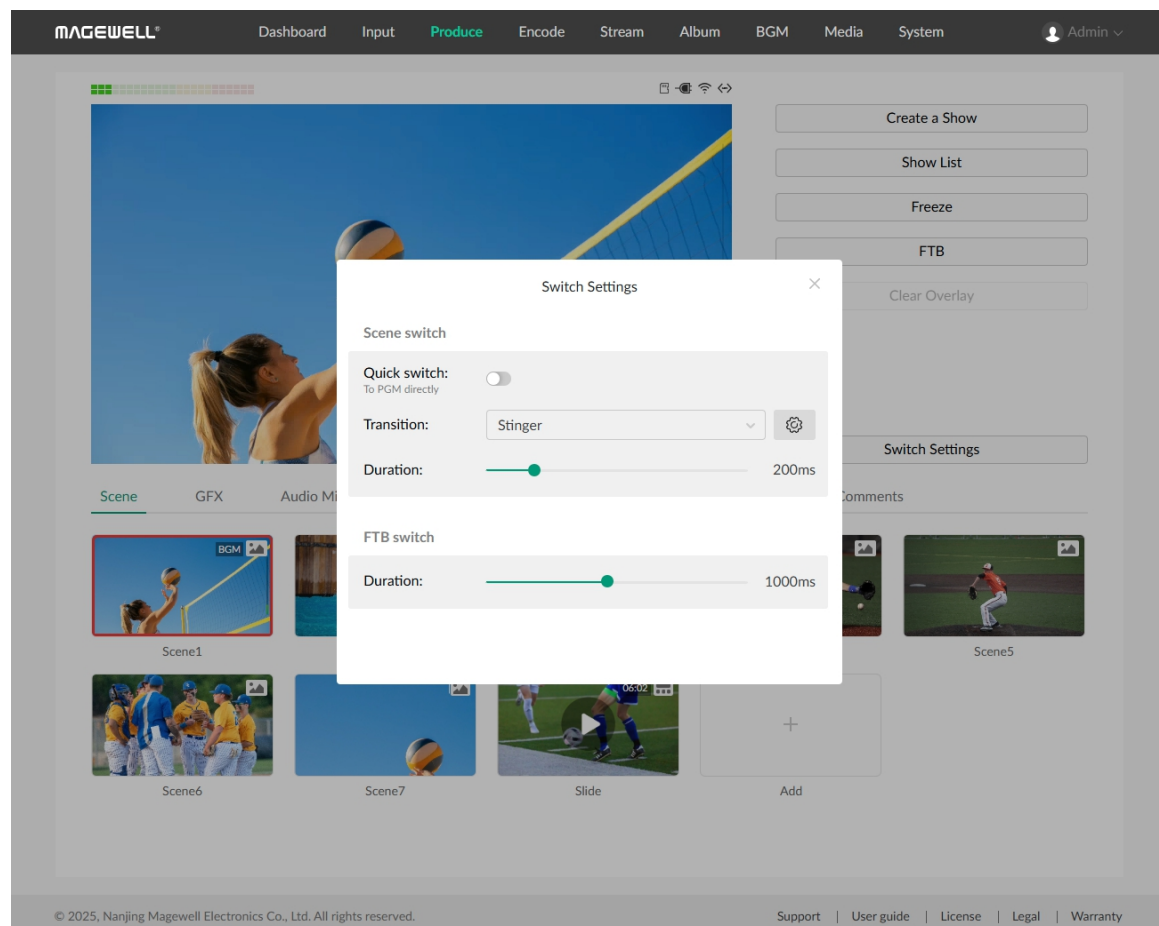 MAGEWELL®
Dashboard Input Produce Encode Stream Album BGM Media System Admin
Create a Show
Show List
Freeze
FTB
Clear Overlay
Switch Settings
Scene switch
Quick switch:
To PGM directly
Transition: Stinger
Duration: 200ms
Switch Settings
Scene GFX Audio Mi Comments
FTB switch
Duration: 1000ms
BGM
Scene1 Scene5
06:02
Scene6 Scene7 Slide Add
© 2025, Nanjing Magewell Electronics Co., Ltd. All rights reserved. Support | User guide | License | Legal | Warranty